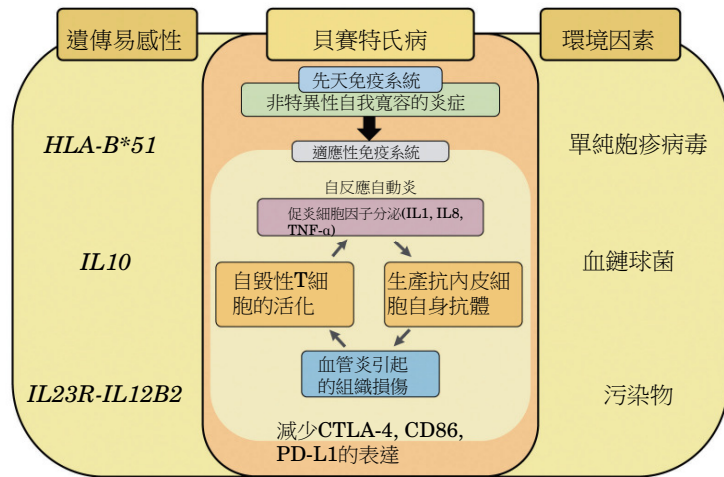 遺傳易感性
貝賽特氏病
環境因素
先天免疫系統
非特異性自我寬容的炎症
HLA-B*51
適應性免疫系統
單純皰疹病毒
自反應自動炎
促炎細胞因子分泌(IL1, IL8,
TNF-α)
IL10
自毀性T細
胞的活化
生產抗內皮細
胞自身抗體
血鏈球菌
血管炎引起
的組織損傷
IL23R-IL12B2
污染物
減少CTLA-4, CD86,
PD-L1的表達